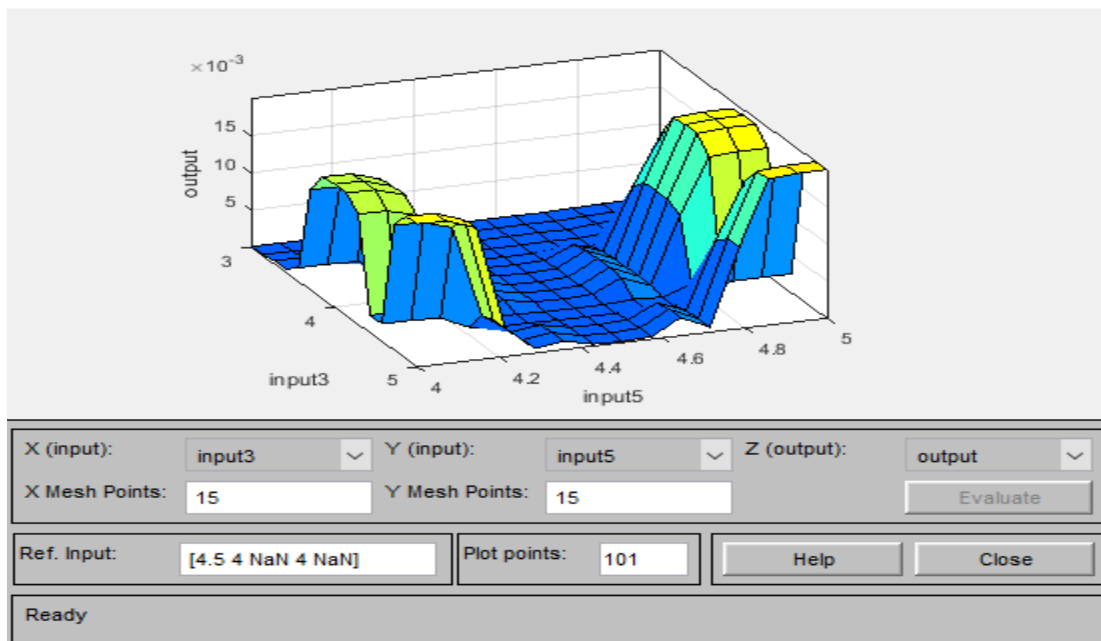 ×10⁻³
15
10
5
output
3
4
5
input3
4
4.2
4.4
4.6
4.8
5
input5
X (input): input3 Y (input): input5 Z (output): output
X Mesh Points: 15 Y Mesh Points: 15 Evaluate
Ref. Input: [4.5 4 NaN 4 NaN] Plot points: 101 Help Close
Ready